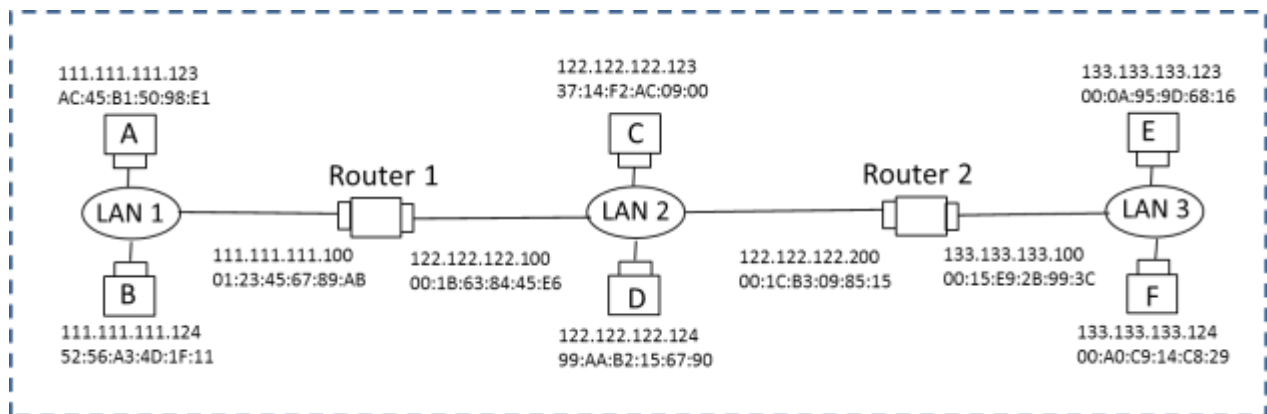 111.111.111.123
AC:45:B1:50:98:E1
A
122.122.122.123
37:14:F2:AC:09:00
C
133.133.133.123
00:0A:95:9D:68:16
E
Router 1
Router 2
LAN 1
LAN 2
LAN 3
111.111.111.100
01:23:45:67:89:AB
122.122.122.100
00:1B:63:84:45:E6
122.122.122.200
00:1C:B3:09:85:15
133.133.133.100
00:15:E9:2B:99:3C
B
111.111.111.124
52:56:A3:4D:1F:11
D
122.122.122.124
99:AA:B2:15:67:90
F
133.133.133.124
00:A0:C9:14:C8:29